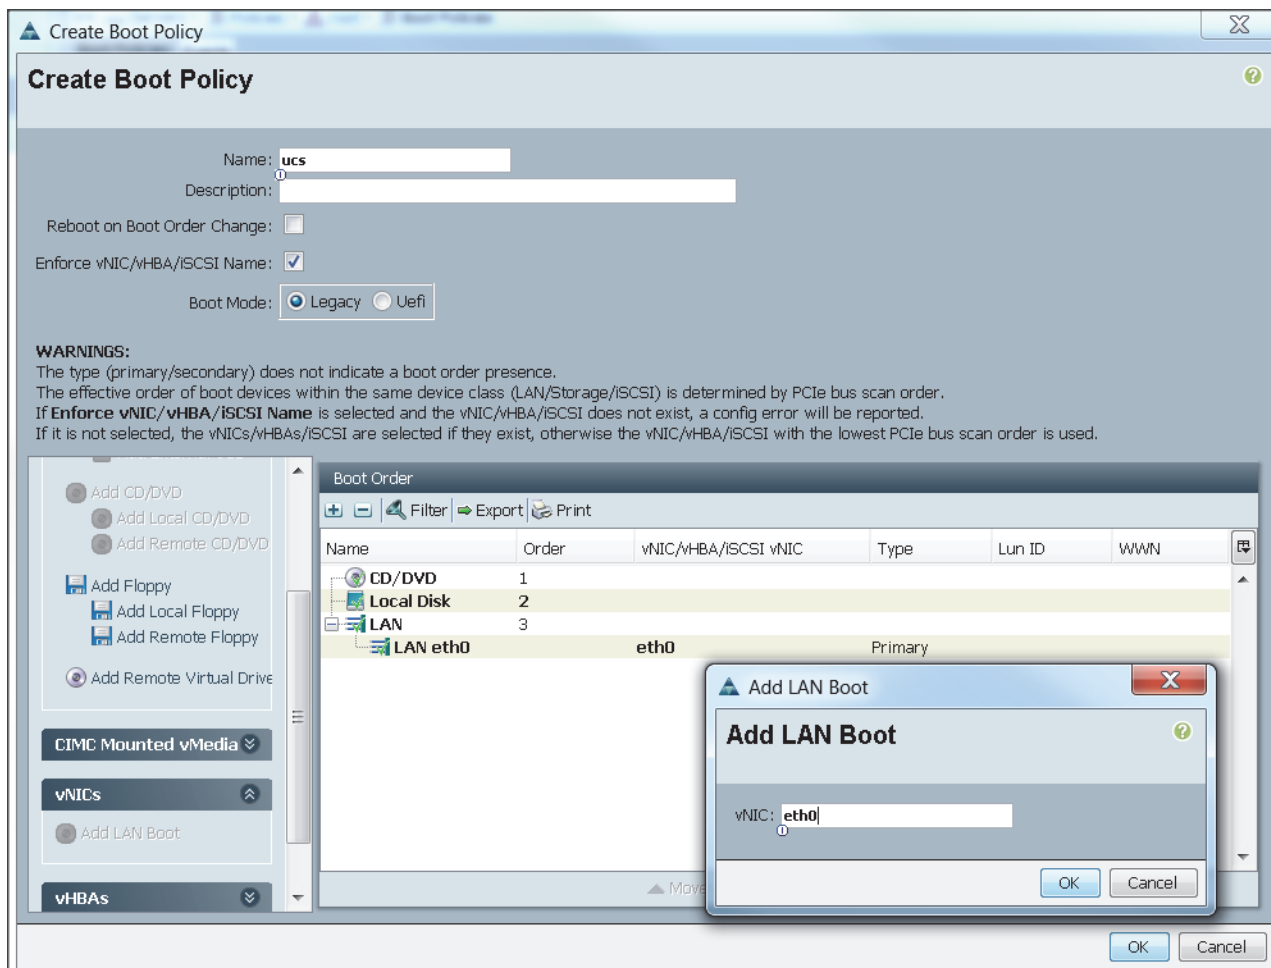 Create Boot Policy
Create Boot Policy
Name: ucs
Description:
Reboot on Boot Order Change:
Enforce vNIC/vHBA/iSCSI Name:
Boot Mode: Legacy Uefi
WARNINGS:
The type (primary/secondary) does not indicate a boot order presence.
The effective order of boot devices within the same device class (LAN/Storage/iSCSI) is determined by PCIe bus scan order.
If Enforce vNIC/vHBA/iSCSI Name is selected and the vNIC/vHBA/iSCSI does not exist, a config error will be reported.
If it is not selected, the vNICs/vHBAs/iSCSI are selected if they exist, otherwise the vNIC/vHBA/iSCSI with the lowest PCIe bus scan order is used.
Add CD/DVD
Add Local CD/DVD
Add Remote CD/DVD
Add Floppy
Add Local Floppy
Add Remote Floppy
Add Remote Virtual Drive
CIMC Mounted vMedia
vNICs
Add LAN Boot
vHBAs
Boot Order
Filter Export Print
Name Order vNIC/vHBA/iSCSI vNIC Type Lun ID WWN
CD/DVD 1
Local Disk 2
LAN 3
LAN eth0 eth0 Primary
Move
Add LAN Boot
Add LAN Boot
vNIC: eth0
OK Cancel
OK Cancel